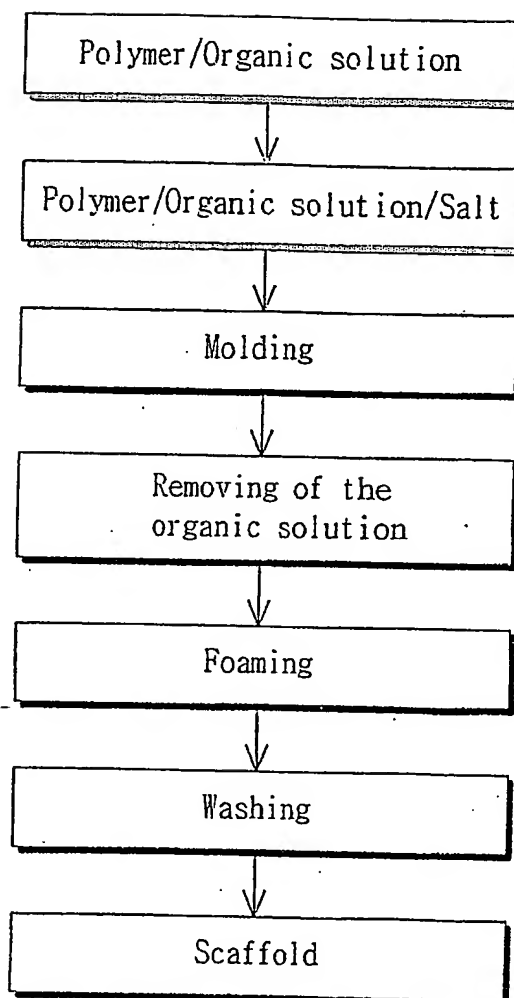 Polymer/Organic solution
Polymer/Organic solution/Salt
Molding
Removing of the
organic solution
Foaming
Washing
Scaffold